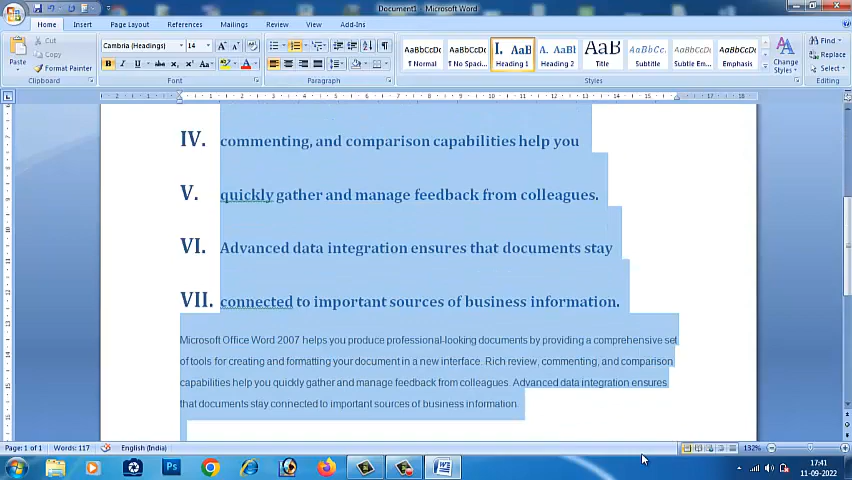 Document1 - Microsoft Word
Home Insert Page Layout References Mailings Review View Add-Ins
Paste
Cut
Copy
Format Painter
Clipboard
Cambria (Headings) 14
Font
Paragraph
AaBbCcDc AaBbCcDc I. AaB A. AaBl AaB AaBbCc. AaBbCcDc AaBbCcDc
¶ Normal ¶ No Spaci... Heading 1 Heading 2 Title Subtitle Subtle Em... Emphasis
Change Styles
Styles
Find
Replace
Select
Editing
IV. commenting, and comparison capabilities help you
V. quickly gather and manage feedback from colleagues.
VI. Advanced data integration ensures that documents stay
VII. connected to important sources of business information.
Microsoft Office Word 2007 helps you produce professional-looking documents by providing a comprehensive set
of tools for creating and formatting your document in a new interface. Rich review, commenting, and comparison
capabilities help you quickly gather and manage feedback from colleagues. Advanced data integration ensures
that documents stay connected to important sources of business information.
Page: 1 of 1 Words: 117 English (India) 132%
17:41
11-09-2022